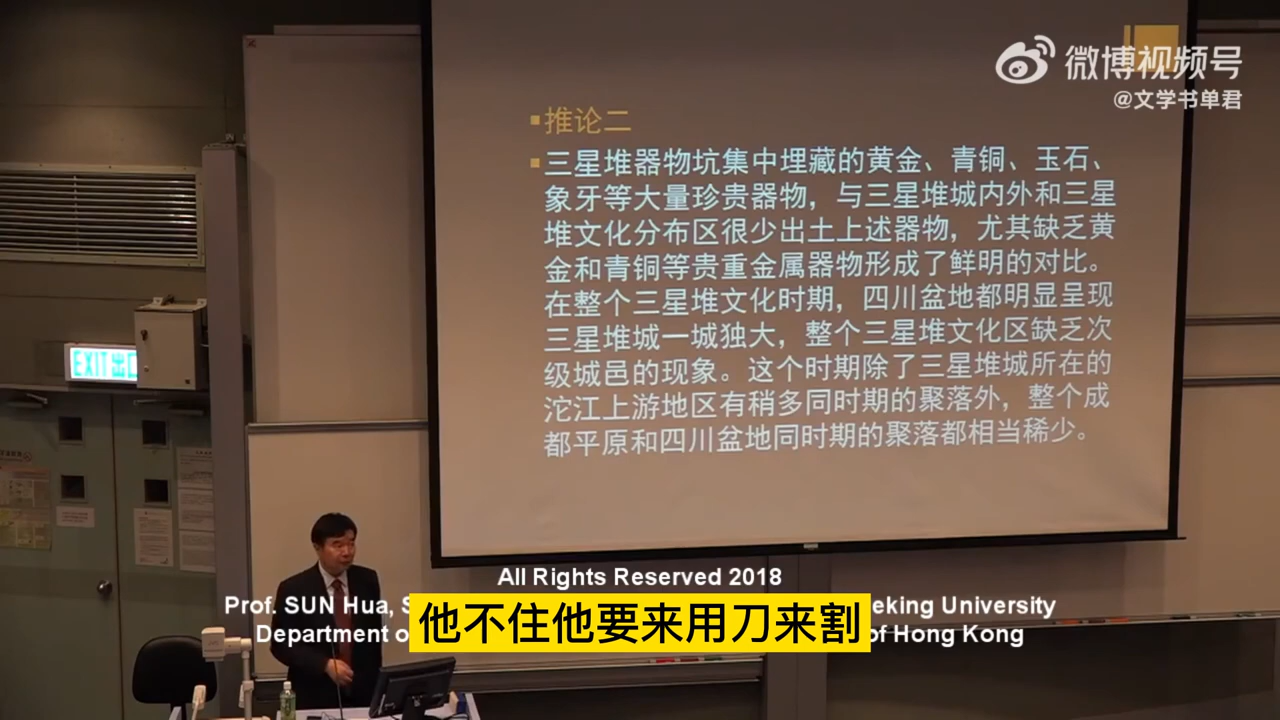 微博视频号
@文学书单君
推论二
三星堆器物坑集中埋藏的黄金、青铜、玉石、
象牙等大量珍贵器物，与三星堆城内外和三星
堆文化分布区很少出土上述器物，尤其缺乏黄
金和青铜等贵重金属器物形成了鲜明的对比。
在整个三星堆文化时期，四川盆地都明显呈现
三星堆城一城独大，整个三星堆文化区缺乏次
级城邑的现象。这个时期除了三星堆城所在的
沱江上游地区有稍多同时期的聚落外，整个成
都平原和四川盆地同时期的聚落都相当稀少。
EXIT 出
All Rights Reserved 2018
Prof. SUN Hua, eking University
Department of Hong Kong
他不住他要来用刀来割